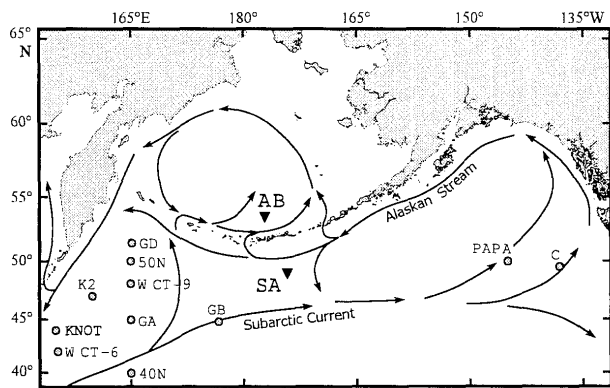 165°E 180° 165° 150° 135°W
65°
N
60°
55°
50°
45°
40°
AB
SA
Alaskan Stream
Subarctic Current
PAPA
C
GD
50N
K2
W CT-9
GA
GB
KNOT
W CT-6
40N